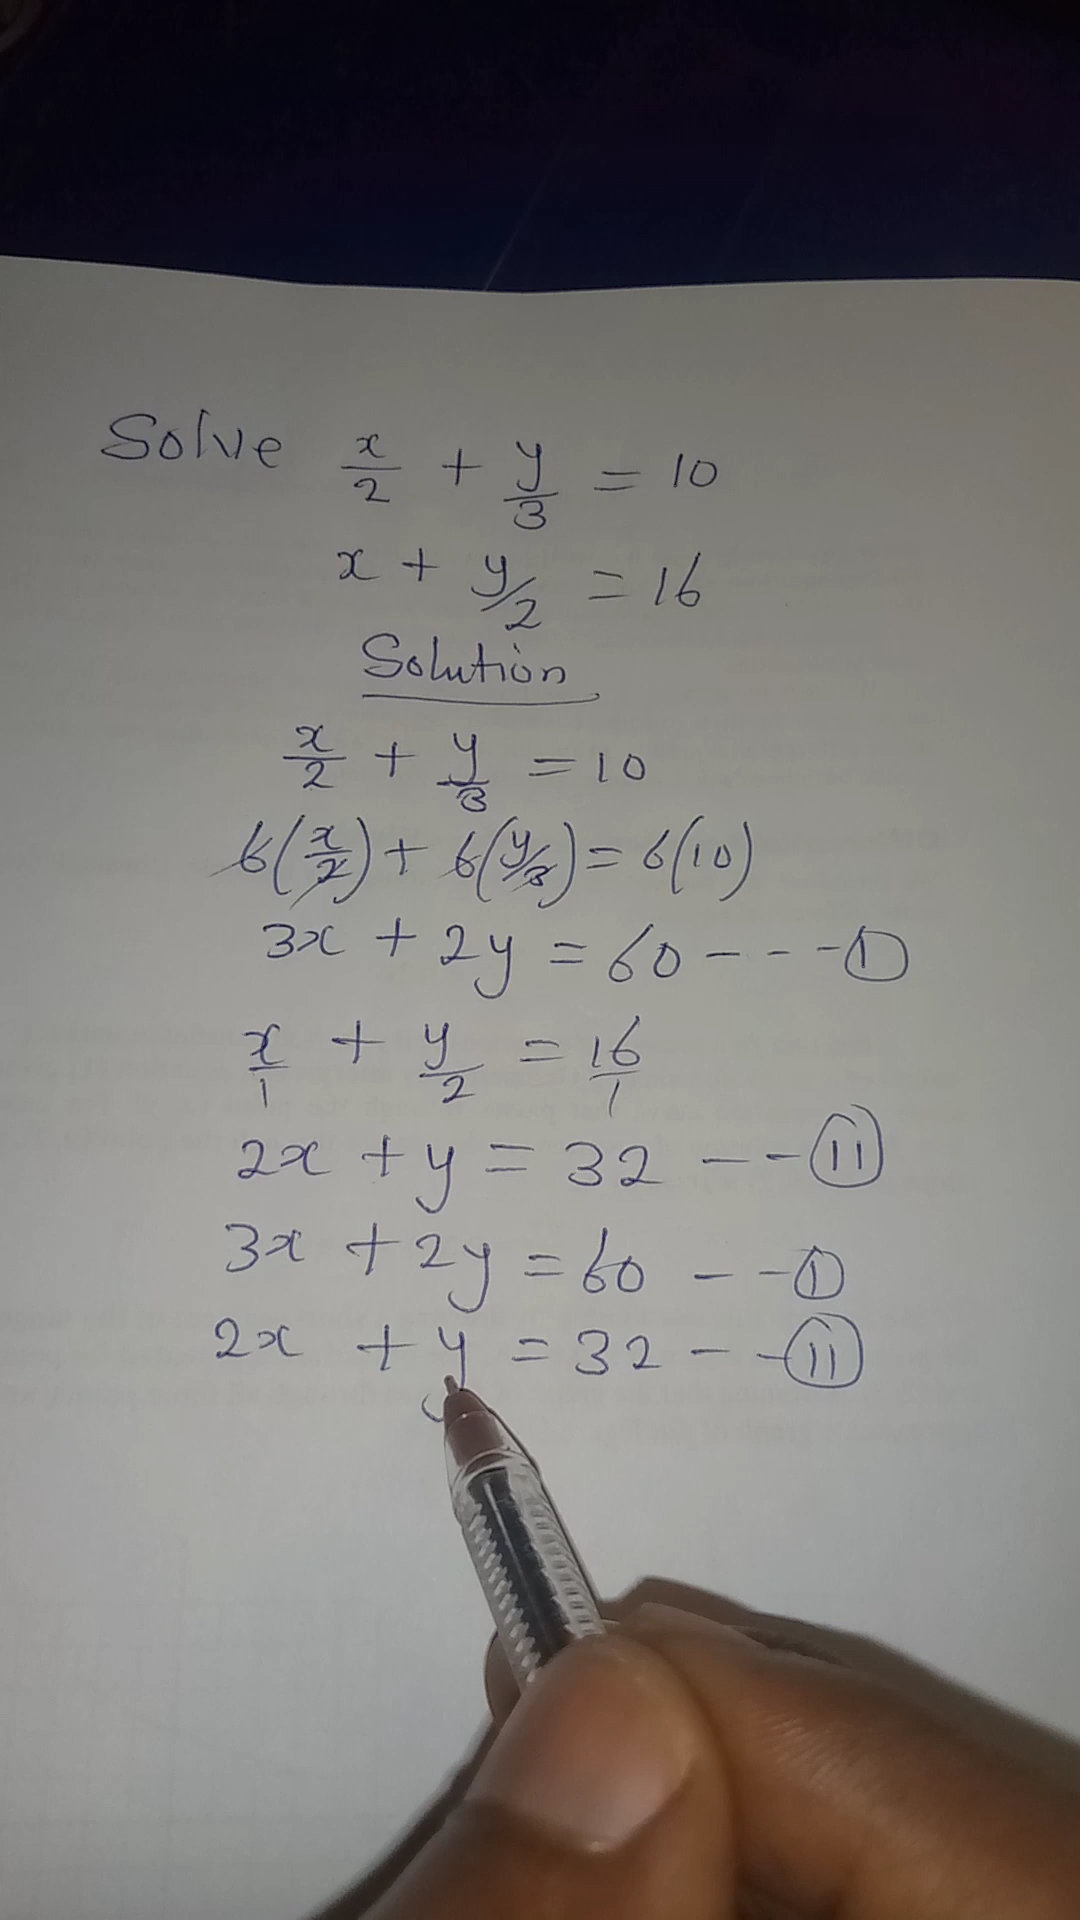 Solve x/2 + y/3 = 10
x + y/2 = 16
Solution
x/2 + y/3 = 10
6(x/2) + 6(y/3) = 6(10)
3x + 2y = 60 --- ①
x/1 + y/2 = 16/1
2x + y = 32 -- ⑪
3x + 2y = 60 -- ①
2x + y = 32 -- ⑪